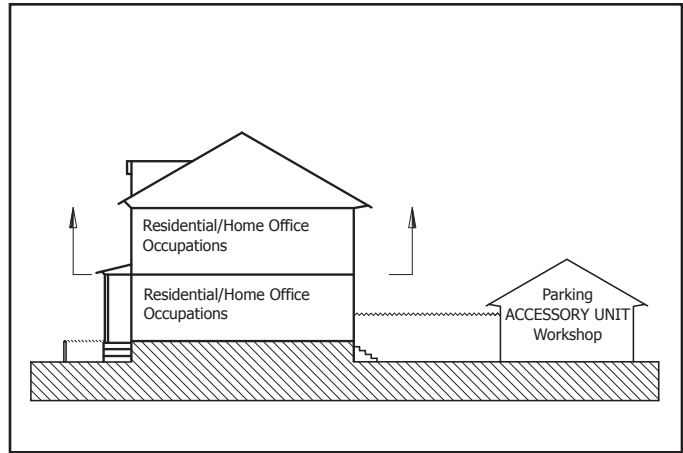 Residential/Home Office
Occupations
Residential/Home Office
Occupations
Parking
ACCESSORY UNIT
Workshop